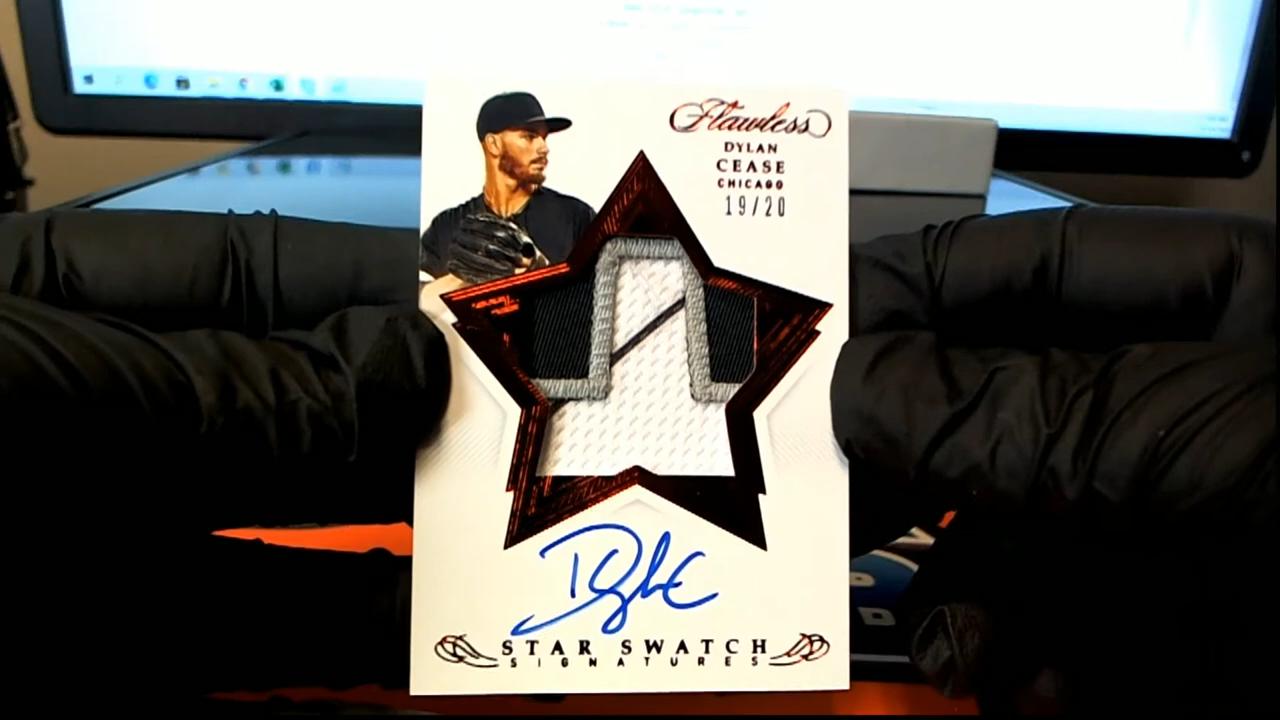 Flawless
DYLAN
CEASE
CHICAGO
19/20
STAR SWATCH
SIGNATURES